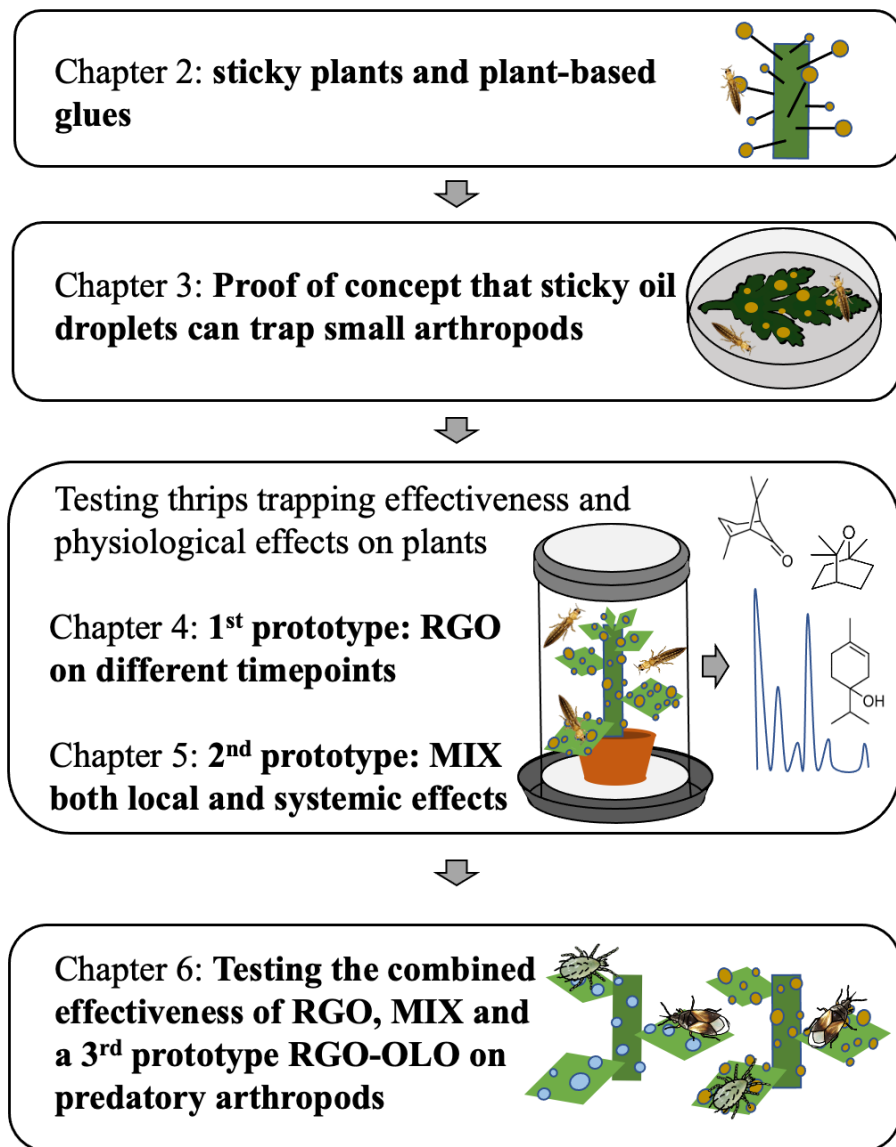 Chapter 2: sticky plants and plant-based
glues
Chapter 3: Proof of concept that sticky oil
droplets can trap small arthropods
Testing thrips trapping effectiveness and
physiological effects on plants
Chapter 4: 1st prototype: RGO
on different timepoints
Chapter 5: 2nd prototype: MIX
both local and systemic effects
O
O
OH
Chapter 6: Testing the combined
effectiveness of RGO, MIX and
a 3rd prototype RGO-OLO on
predatory arthropods